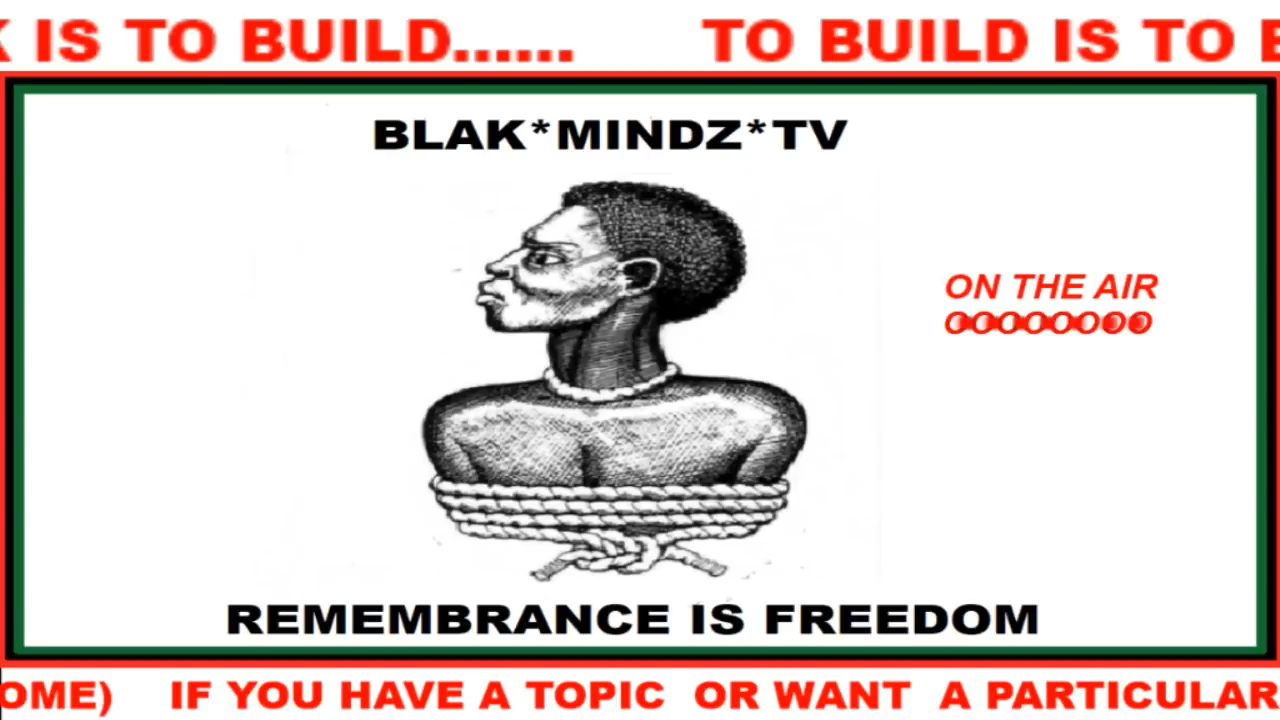 IS TO BUILD...... TO BUILD IS TO
BLAK*MINDZ*TV
ON THE AIR
REMEMBRANCE IS FREEDOM
OME) IF YOU HAVE A TOPIC OR WANT A PARTICULAR